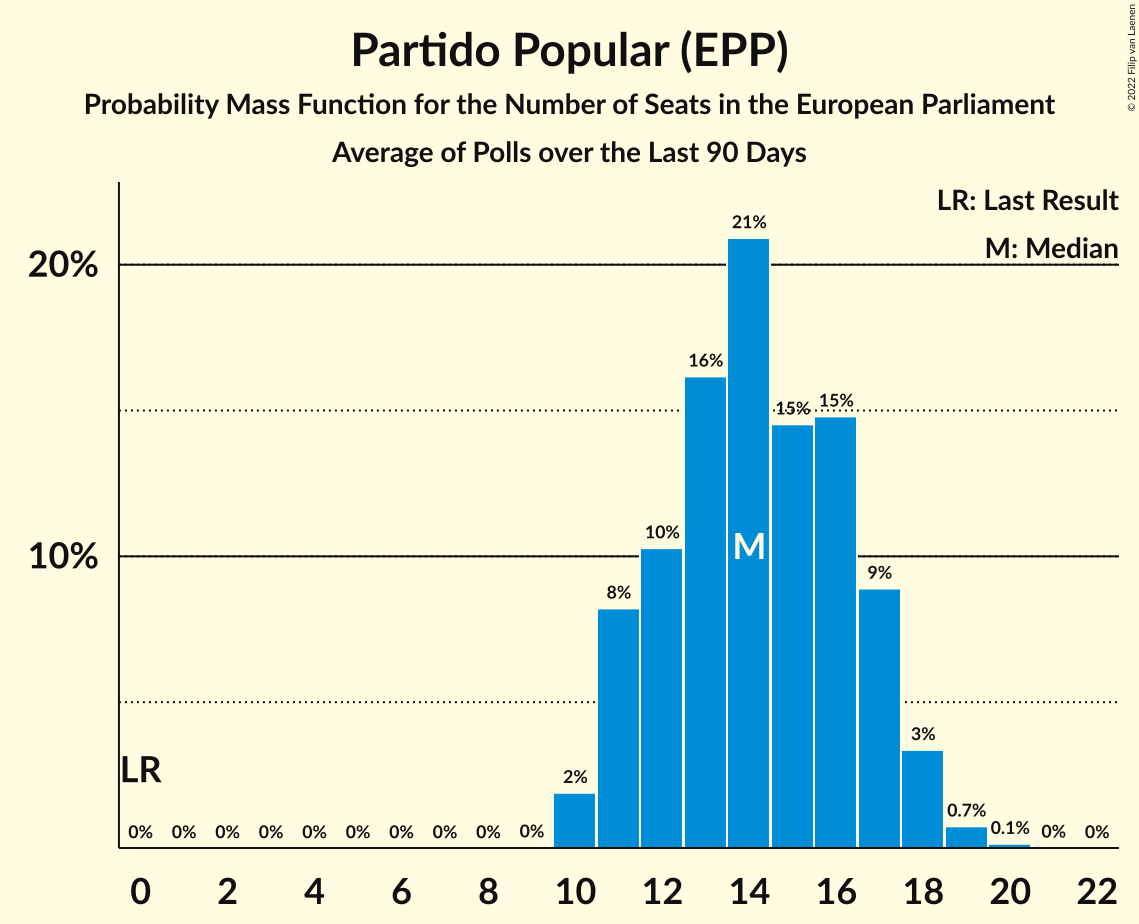 Partido Popular (EPP)
Probability Mass Function for the Number of Seats in the European Parliament
Average of Polls over the Last 90 Days
© 2022 Filip van Laenen
LR: Last Result
M: Median
20%
10%
21%
16%
15%
15%
10%
9%
8%
3%
2%
0.7%
0.1%
M
LR
0% 0% 0% 0% 0% 0% 0% 0% 0% 0% 0% 0%
0 2 4 6 8 10 12 14 16 18 20 22